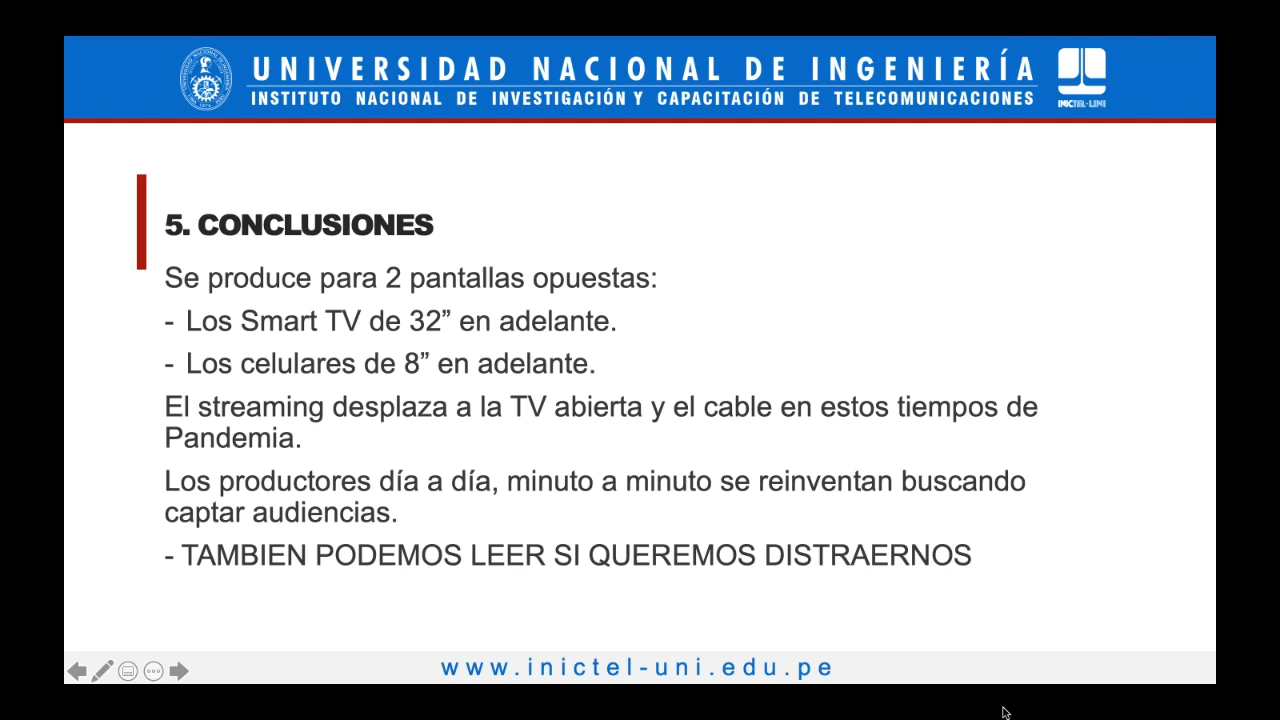 UNIVERSIDAD NACIONAL DE INGENIERÍA
INSTITUTO NACIONAL DE INVESTIGACIÓN Y CAPACITACIÓN DE TELECOMUNICACIONES
INICTEL-UNI
5. CONCLUSIONES
Se produce para 2 pantallas opuestas:
- Los Smart TV de 32” en adelante.
- Los celulares de 8” en adelante.
El streaming desplaza a la TV abierta y el cable en estos tiempos de
Pandemia.
Los productores día a día, minuto a minuto se reinventan buscando
captar audiencias.
- TAMBIEN PODEMOS LEER SI QUEREMOS DISTRAERNOS
www.inictel-uni.edu.pe